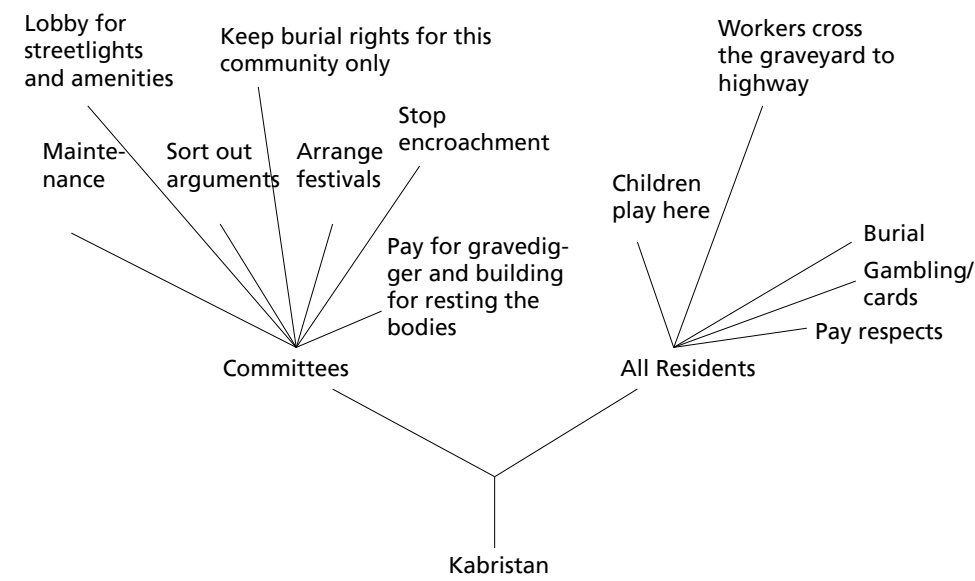 Lobby for
streetlights
and amenities
Keep burial rights for this
community only
Workers cross
the graveyard to
highway
Mainte-
nance
Sort out
arguments
Arrange
festivals
Stop
encroachment
Children
play here
Pay for gravedig-
ger and building
for resting the
bodies
Burial
Gambling/
cards
Pay respects
Committees
All Residents
Kabristan